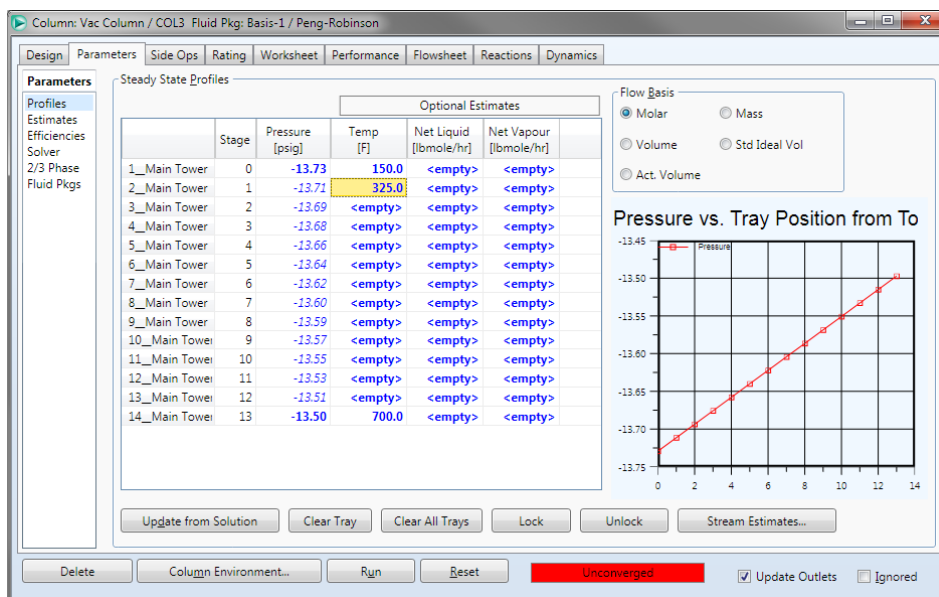 Column: Vac Column / COL3 Fluid Pkg: Basis-1 / Peng-Robinson
Design Parameters Side Ops Rating Worksheet Performance Flowsheet Reactions Dynamics
Parameters
Profiles
Estimates
Efficiencies
Solver
2/3 Phase
Fluid Pkgs
Steady State Profiles
Optional Estimates
Stage Pressure [psig] Temp [F] Net Liquid [lbmole/hr] Net Vapour [lbmole/hr]
1__Main Tower 0 -13.73 150.0 <empty> <empty>
2__Main Tower 1 -13.71 325.0 <empty> <empty>
3__Main Tower 2 -13.69 <empty> <empty> <empty>
4__Main Tower 3 -13.68 <empty> <empty> <empty>
5__Main Tower 4 -13.66 <empty> <empty> <empty>
6__Main Tower 5 -13.64 <empty> <empty> <empty>
7__Main Tower 6 -13.62 <empty> <empty> <empty>
8__Main Tower 7 -13.60 <empty> <empty> <empty>
9__Main Tower 8 -13.59 <empty> <empty> <empty>
10__Main Tower 9 -13.57 <empty> <empty> <empty>
11__Main Tower 10 -13.55 <empty> <empty> <empty>
12__Main Tower 11 -13.53 <empty> <empty> <empty>
13__Main Tower 12 -13.51 <empty> <empty> <empty>
14__Main Tower 13 -13.50 700.0 <empty> <empty>
Flow Basis
Molar Mass
Volume Std Ideal Vol
Act. Volume
Pressure vs. Tray Position from To
Pressure
-13.45
-13.50
-13.55
-13.60
-13.65
-13.70
-13.75
0 2 4 6 8 10 12 14
Update from Solution Clear Tray Clear All Trays Lock Unlock Stream Estimates...
Delete Column Environment... Run Reset Unconverged Update Outlets Ignored